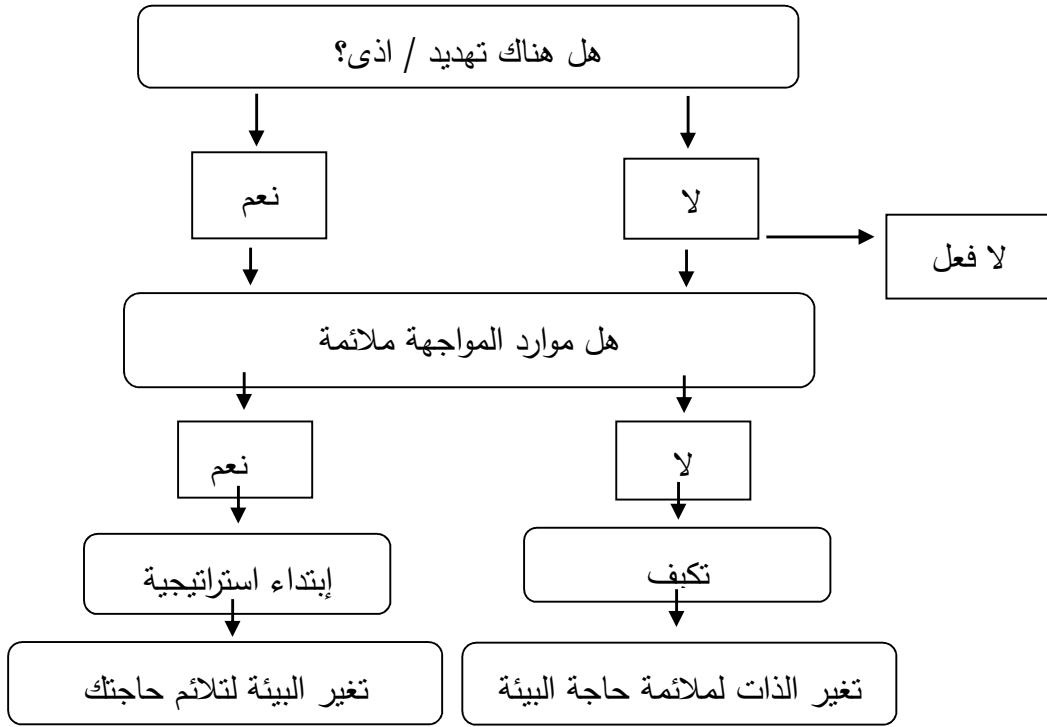 هل هناك تهديد / اذى؟
لا
نعم
لا فعل
هل موارد المواجهة ملائمة
لا
نعم
تكيف
إبتداء استراتيجية
تغير الذات لملائمة حاجة البيئة
تغير البيئة لتلائم حاجتك